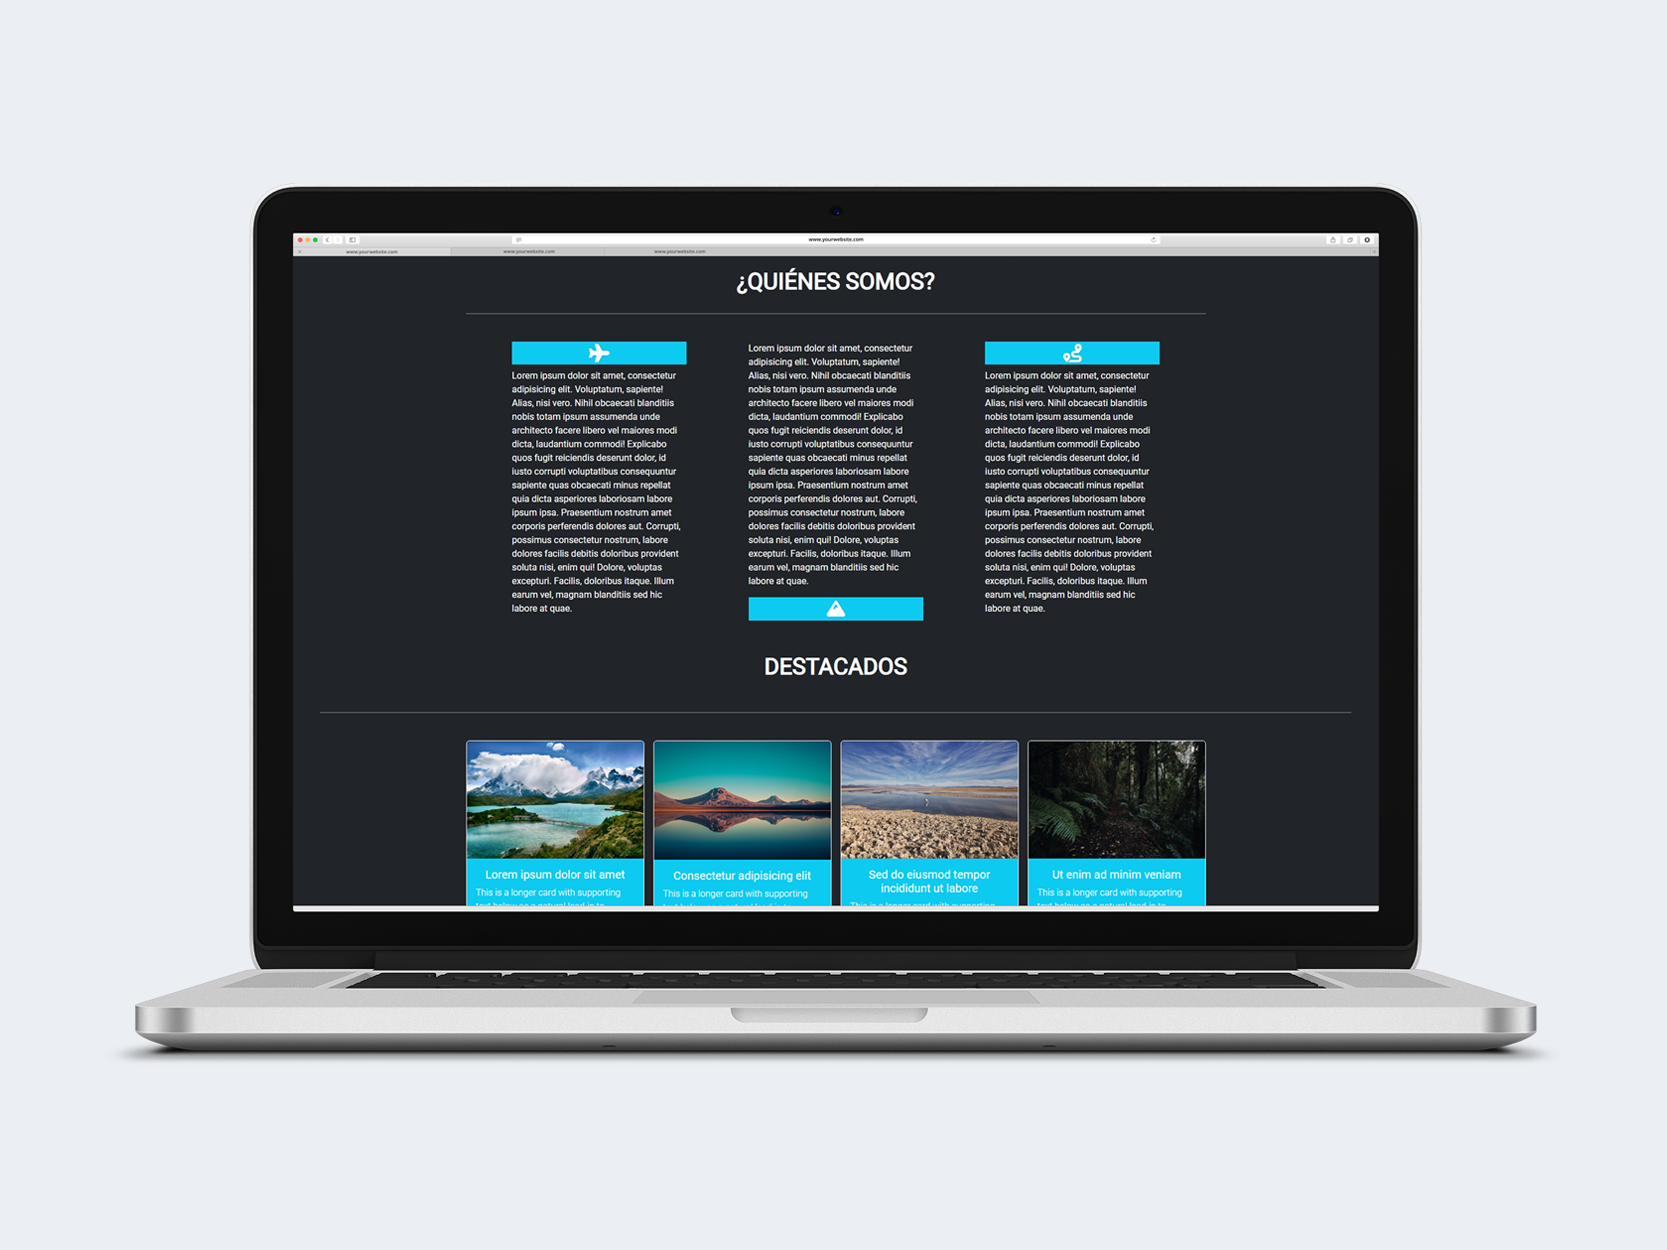 www.yourwebsite.com
www.yourwebsite.com
www.yourwebsite.com
www.yourwebsite.com
¿QUIÉNES SOMOS?
Lorem ipsum dolor sit amet, consectetur
adipisicing elit. Voluptatum, sapiente!
Alias, nisi vero. Nihil obcaecati blanditiis
nobis totam ipsum assumenda unde
architecto facere libero vel maiores modi
dicta, laudantium commodi! Explicabo
quos fugit reiciendis deserunt dolor, id
iusto corrupti voluptatibus consequuntur
sapiente quas obcaecati minus repellat
quia dicta asperiores laboriosam labore
ipsum ipsa. Praesentium nostrum amet
corporis perferendis dolores aut. Corrupti,
possimus consectetur nostrum, labore
dolores facilis debitis doloribus provident
soluta nisi, enim qui! Dolore, voluptas
excepturi. Facilis, doloribus itaque. Illum
earum vel, magnam blanditiis sed hic
labore at quae.
Lorem ipsum dolor sit amet, consectetur
adipisicing elit. Voluptatum, sapiente!
Alias, nisi vero. Nihil obcaecati blanditiis
nobis totam ipsum assumenda unde
architecto facere libero vel maiores modi
dicta, laudantium commodi! Explicabo
quos fugit reiciendis deserunt dolor, id
iusto corrupti voluptatibus consequuntur
sapiente quas obcaecati minus repellat
quia dicta asperiores laboriosam labore
ipsum ipsa. Praesentium nostrum amet
corporis perferendis dolores aut. Corrupti,
possimus consectetur nostrum, labore
dolores facilis debitis doloribus provident
soluta nisi, enim qui! Dolore, voluptas
excepturi. Facilis, doloribus itaque. Illum
earum vel, magnam blanditiis sed hic
labore at quae.
Lorem ipsum dolor sit amet, consectetur
adipisicing elit. Voluptatum, sapiente!
Alias, nisi vero. Nihil obcaecati blanditiis
nobis totam ipsum assumenda unde
architecto facere libero vel maiores modi
dicta, laudantium commodi! Explicabo
quos fugit reiciendis deserunt dolor, id
iusto corrupti voluptatibus consequuntur
sapiente quas obcaecati minus repellat
quia dicta asperiores laboriosam labore
ipsum ipsa. Praesentium nostrum amet
corporis perferendis dolores aut. Corrupti,
possimus consectetur nostrum, labore
dolores facilis debitis doloribus provident
soluta nisi, enim qui! Dolore, voluptas
excepturi. Facilis, doloribus itaque. Illum
earum vel, magnam blanditiis sed hic
labore at quae.
DESTACADOS
Lorem ipsum dolor sit amet
This is a longer card with supporting
Consectetur adipisicing elit
This is a longer card with supporting
Sed do eiusmod tempor
incididunt ut labore
This is a longer card with supporting
Ut enim ad minim veniam
This is a longer card with supporting